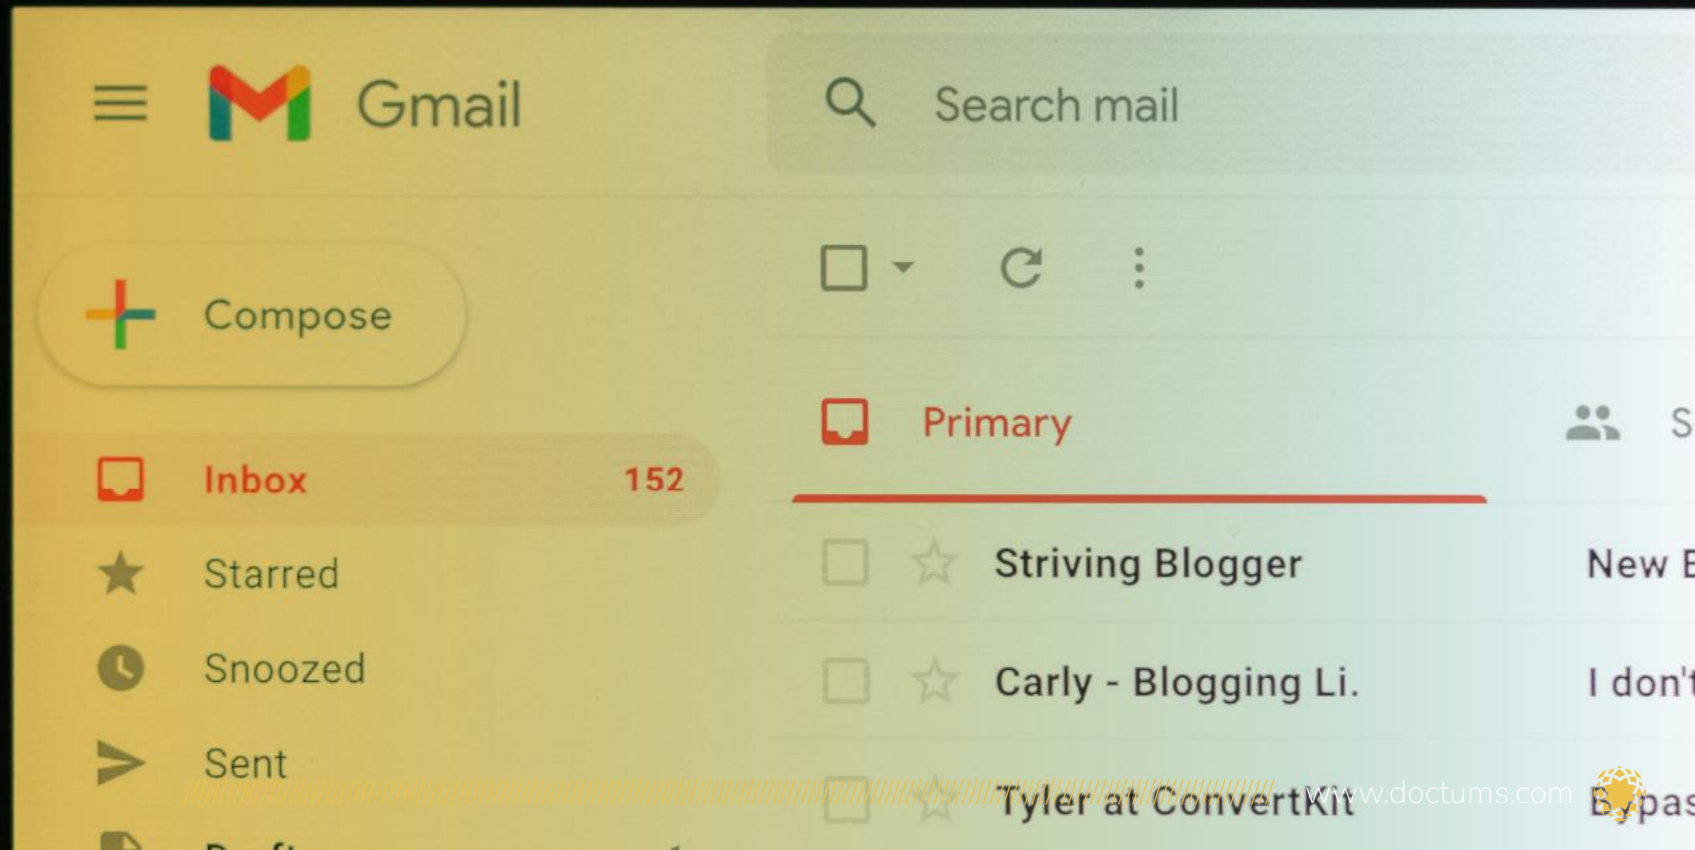 Gmail
Search mail
Compose
Primary
Inbox 152
Starred
Striving Blogger New
Snoozed
Carly - Blogging Li. I don't
Sent
Tyler at ConvertKit
www.doctums.com